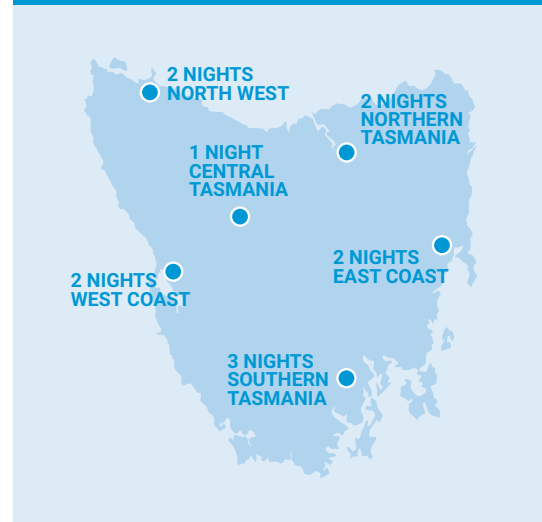 2 NIGHTS
NORTH WEST
2 NIGHTS
NORTHERN
TASMANIA
1 NIGHT
CENTRAL
TASMANIA
2 NIGHTS
EAST COAST
2 NIGHTS
WEST COAST
3 NIGHTS
SOUTHERN
TASMANIA